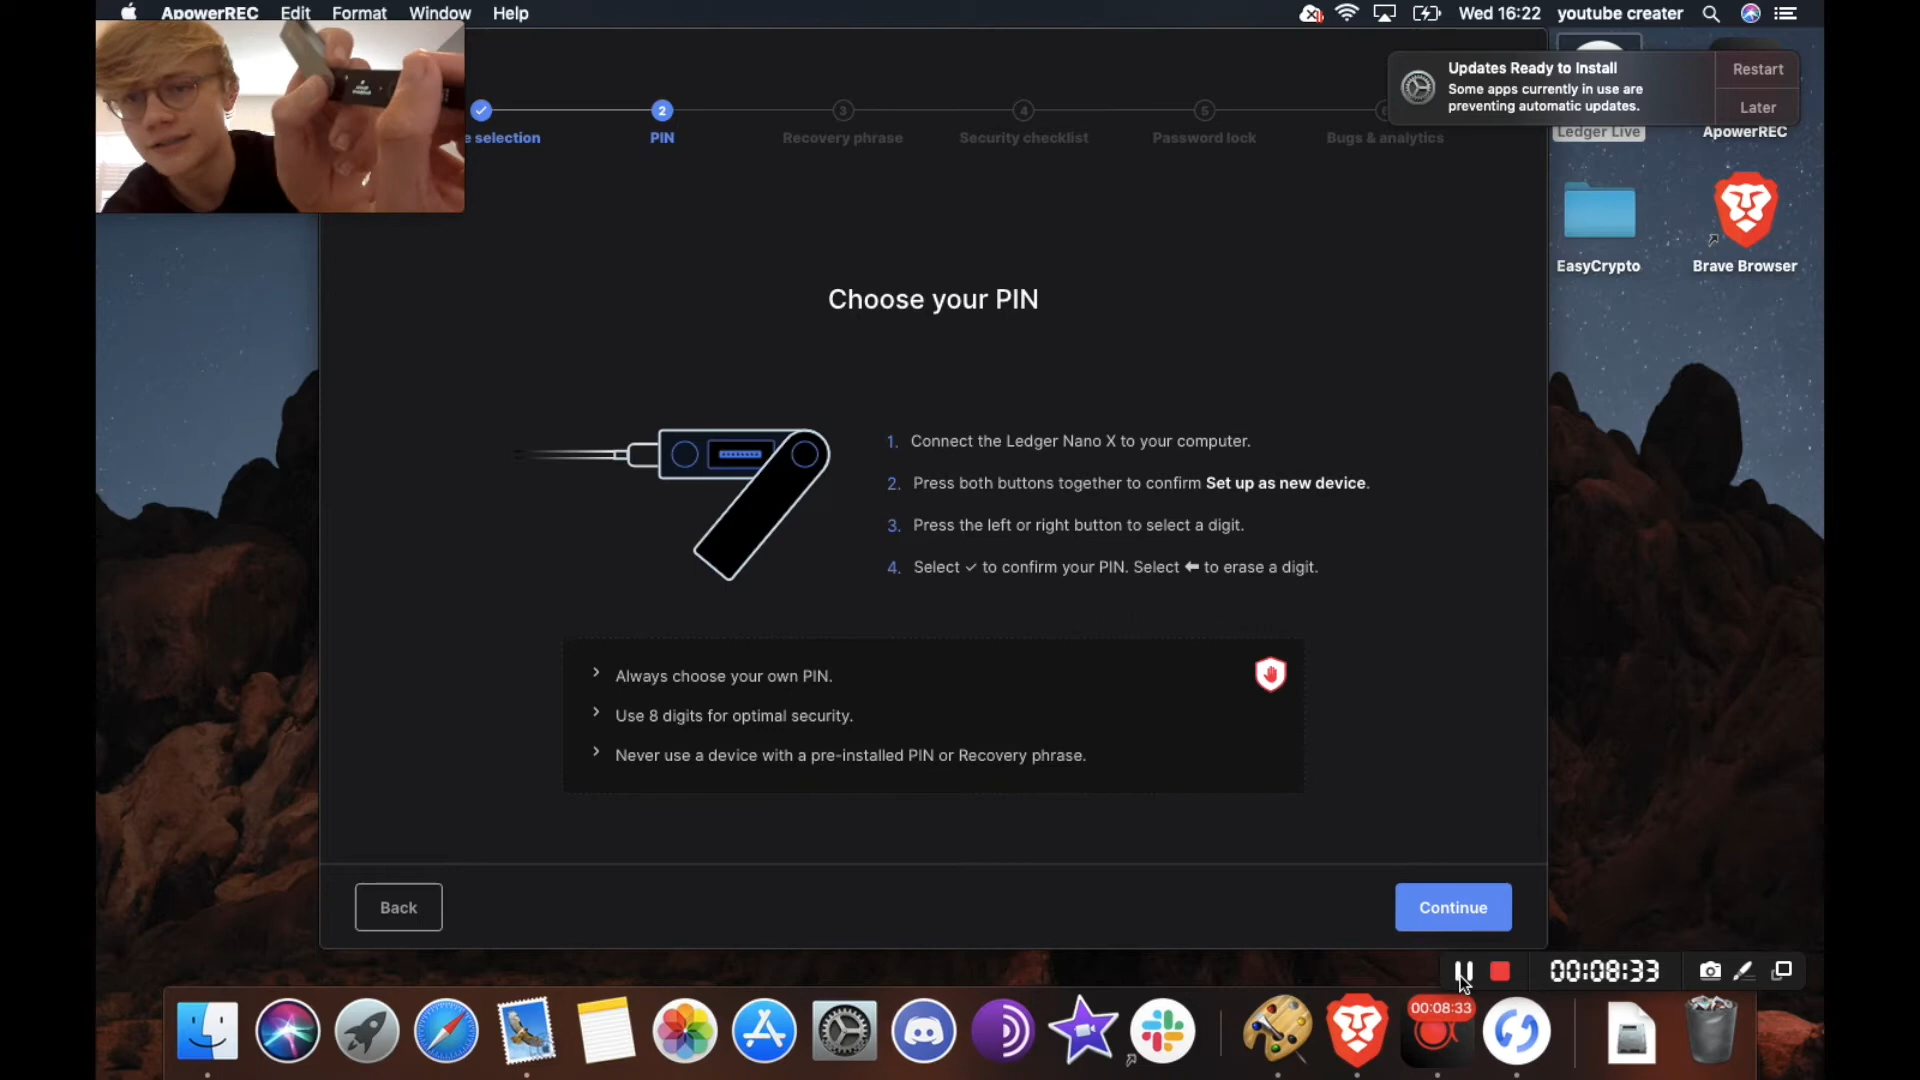 ApowerREC Edit Format Window Help
Wed 16:22 youtube creater
Updates Ready to Install
Some apps currently in use are
preventing automatic updates.
Restart
Later
Ledger Live
ApowerREC
EasyCrypto
Brave Browser
e selection
2
PIN
3
Recovery phrase
4
Security checklist
5
Password lock
Bugs & analytics
Choose your PIN
1. Connect the Ledger Nano X to your computer.
2. Press both buttons together to confirm Set up as new device.
3. Press the left or right button to select a digit.
4. Select ✓ to confirm your PIN. Select ← to erase a digit.
> Always choose your own PIN.
> Use 8 digits for optimal security.
> Never use a device with a pre-installed PIN or Recovery phrase.
Back
Continue
00:08:33
00:08:33